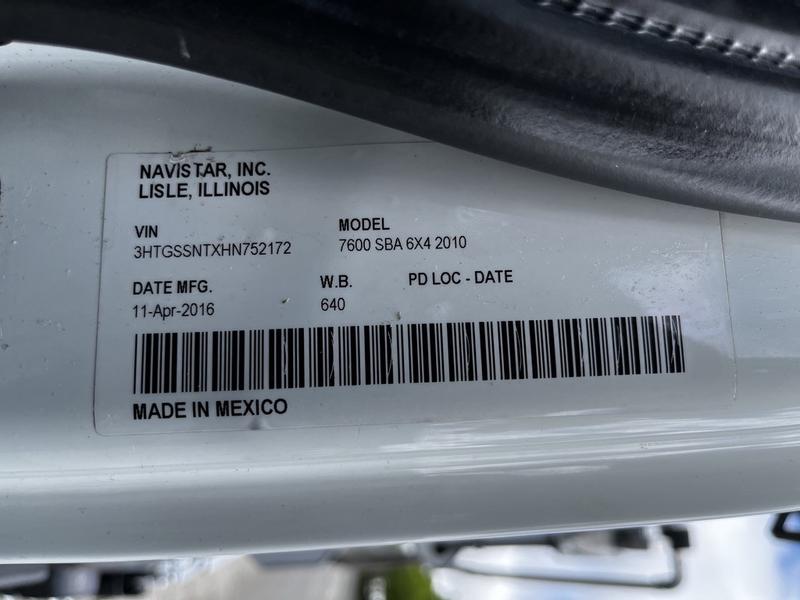 NAVISTAR, INC.
LISLE, ILLINOIS
VIN
3HTGSSNTXHN752172
MODEL
7600 SBA 6X4 2010
DATE MFG.
11-Apr-2016
W.B.
640
PD LOC - DATE
MADE IN MEXICO